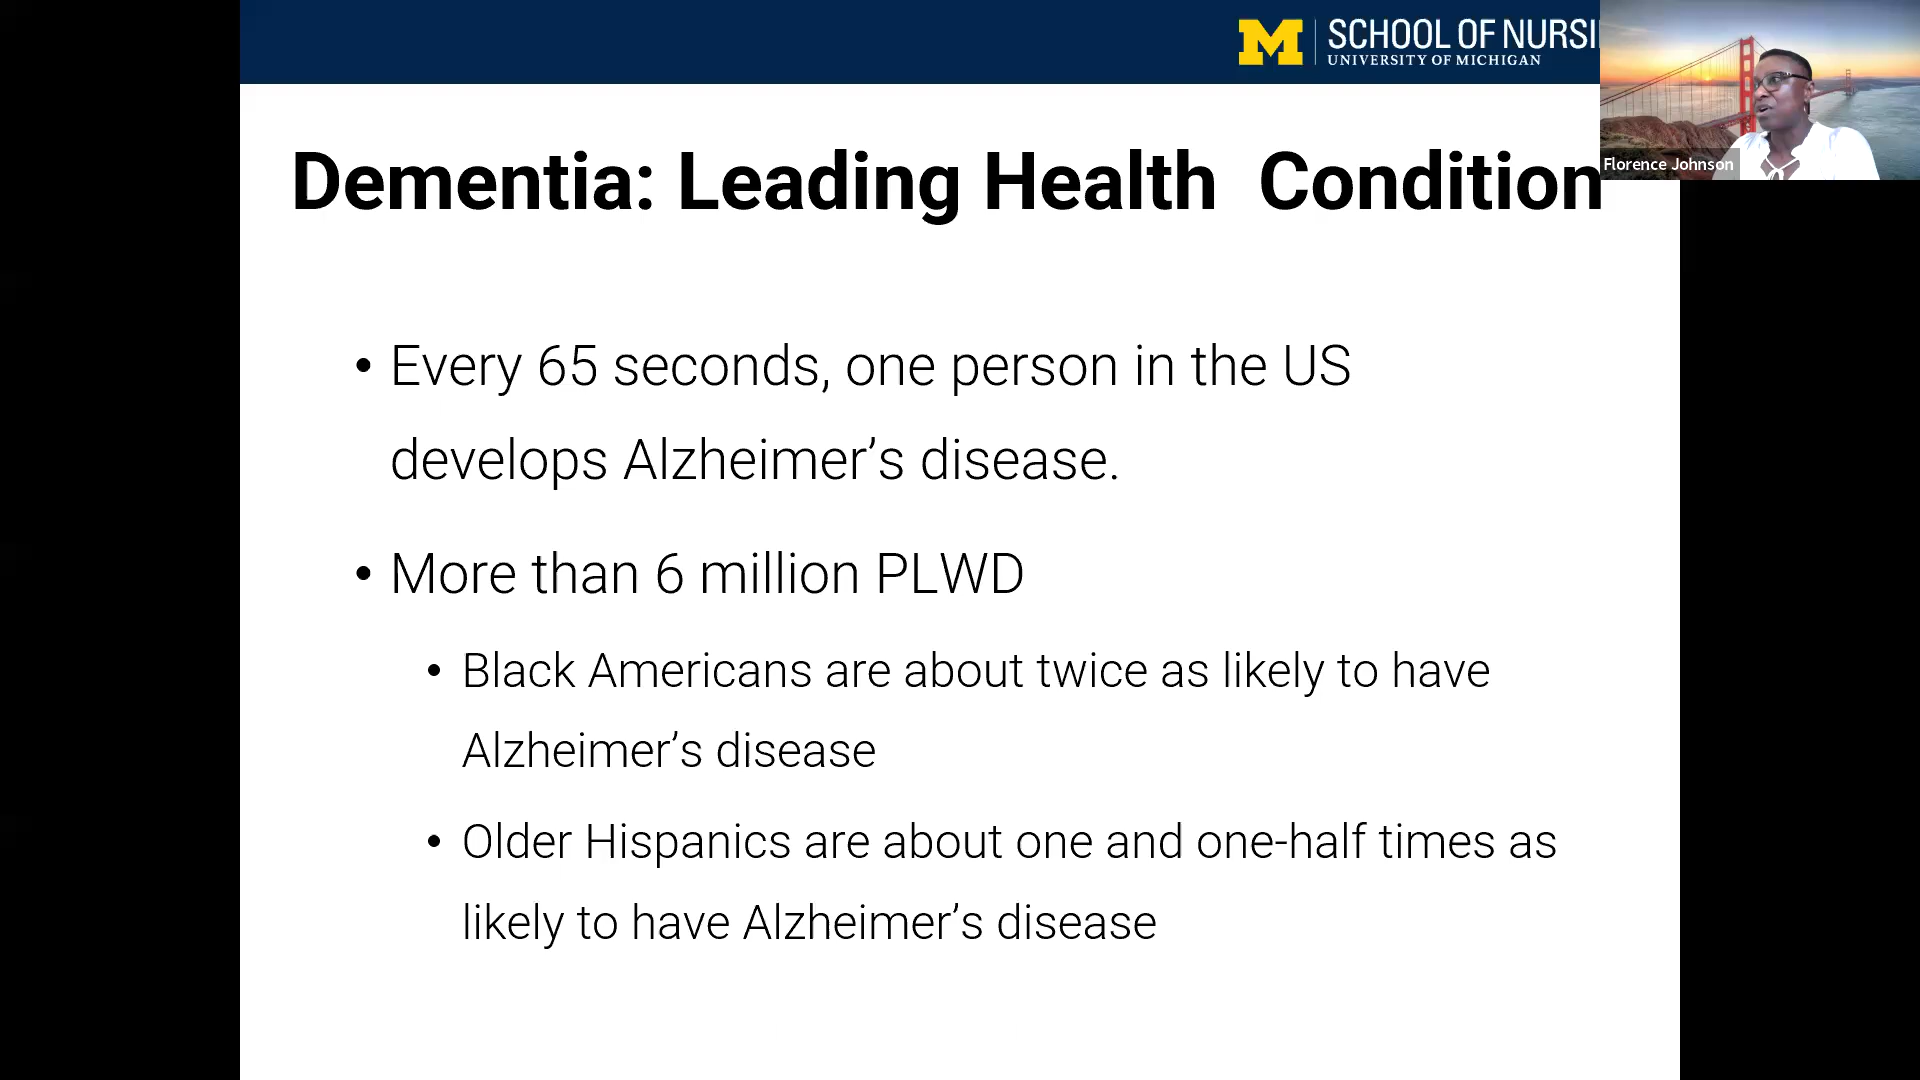 M SCHOOL OF NURSI
UNIVERSITY OF MICHIGAN
Florence Johnson
Dementia: Leading Health Condition
• Every 65 seconds, one person in the US
develops Alzheimer’s disease.
• More than 6 million PLWD
• Black Americans are about twice as likely to have
Alzheimer’s disease
• Older Hispanics are about one and one-half times as
likely to have Alzheimer’s disease